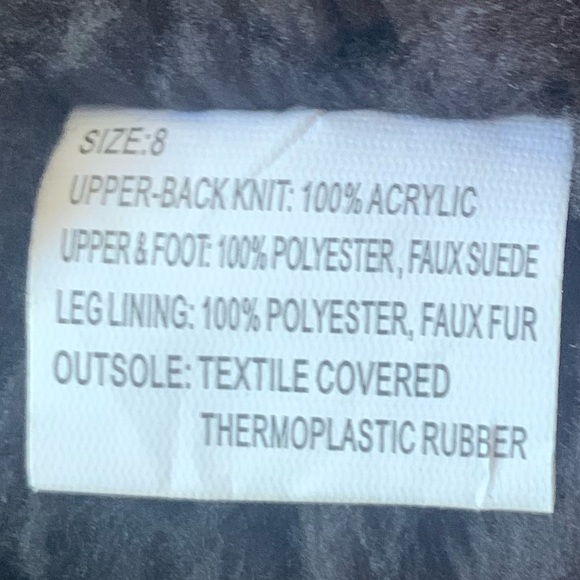 SIZE:8
UPPER-BACK KNIT: 100% ACRYLIC
UPPER & FOOT: 100% POLYESTER, FAUX SUEDE
LEG LINING: 100% POLYESTER, FAUX FUR
OUTSOLE: TEXTILE COVERED
THERMOPLASTIC RUBBER